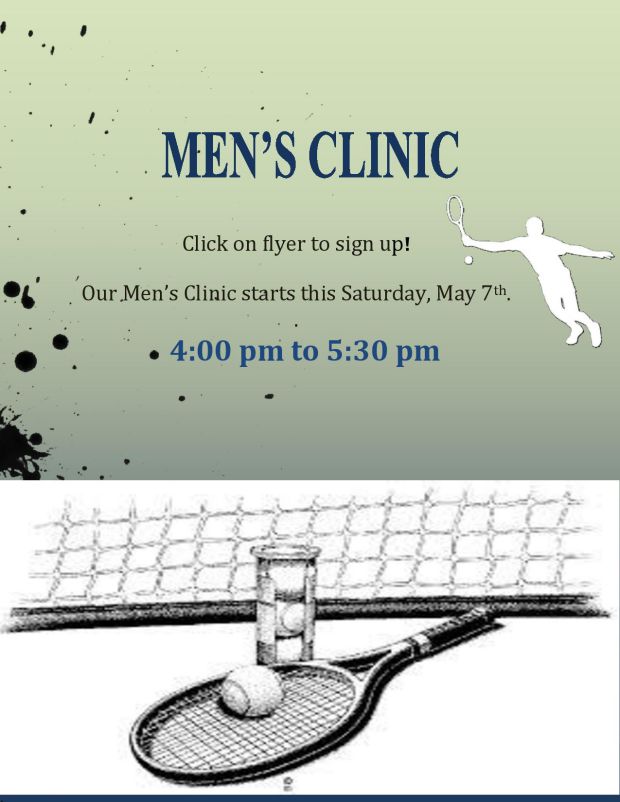 MEN’S CLINIC
Click on flyer to sign up!
Our Men’s Clinic starts this Saturday, May 7th.
4:00 pm to 5:30 pm